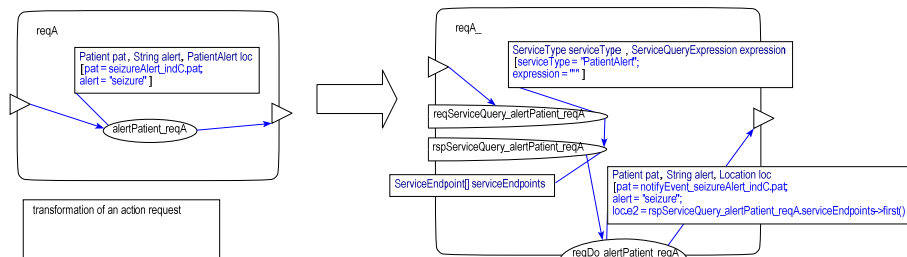 reqA
Patient pat, String alert, PatientAlert loc
[pat = seizureAlert_indC.pat;
alert = "seizure" ]
alertPatient_reqA
transformation of an action request
reqA_
ServiceType serviceType , ServiceQueryExpression expression
[serviceType = "PatientAlert";
expression = "" ]
reqServiceQuery_alertPatient_reqA
rspServiceQuery_alertPatient_reqA
ServiceEndpoint[] serviceEndpoints
Patient pat, String alert, Location loc
[pat = notifyEvent_seizureAlert_indC.pat;
alert = "seizure";
loc.e2 = rspServiceQuery_alertPatient_reqA.serviceEndpoints->first()]
reqDo_alertPatient_reqA